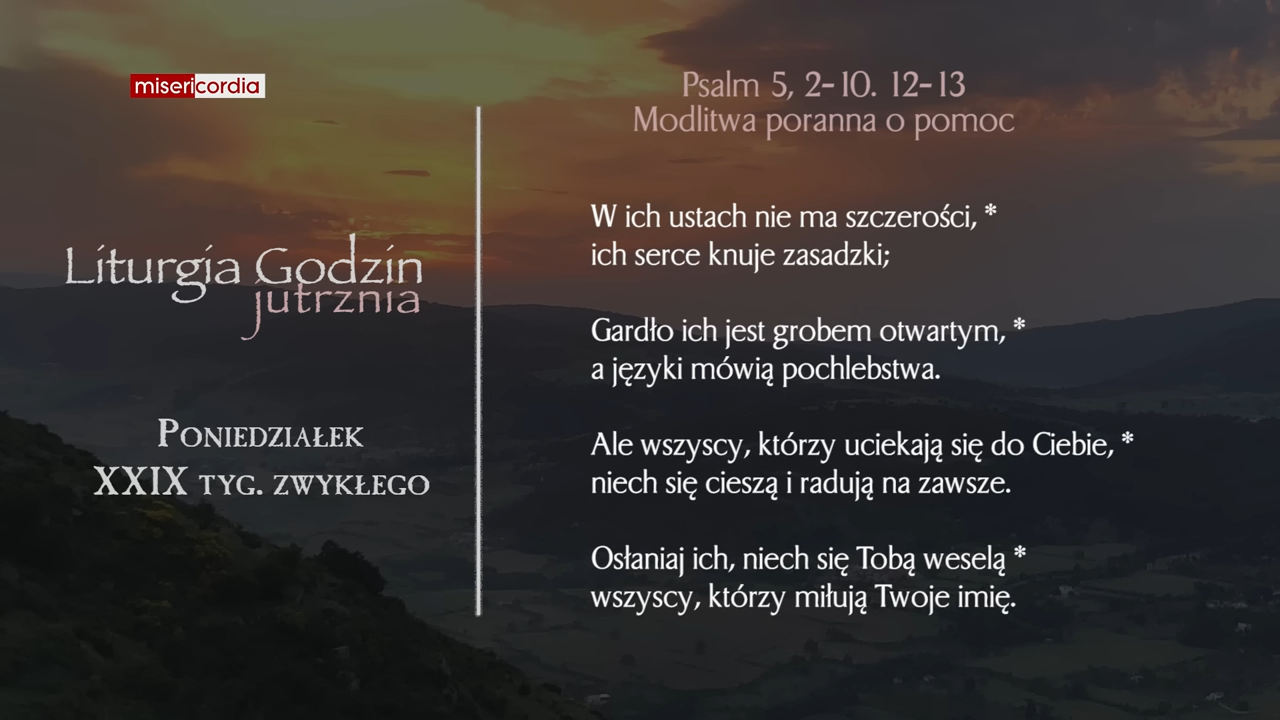 misericordia
Liturgia Godzin
jutrznia
Poniedziałek
XXIX tyg. zwykłego
Psalm 5, 2-10. 12-13
Modlitwa poranna o pomoc
W ich ustach nie ma szczerości, *
ich serce knuje zasadzki;
Gardło ich jest grobem otwartym, *
a języki mówią pochlebstwa.
Ale wszyscy, którzy uciekają się do Ciebie, *
niech się cieszą i radują na zawsze.
Osłaniaj ich, niech się Tobą weselą *
wszyscy, którzy miłują Twoje imię.